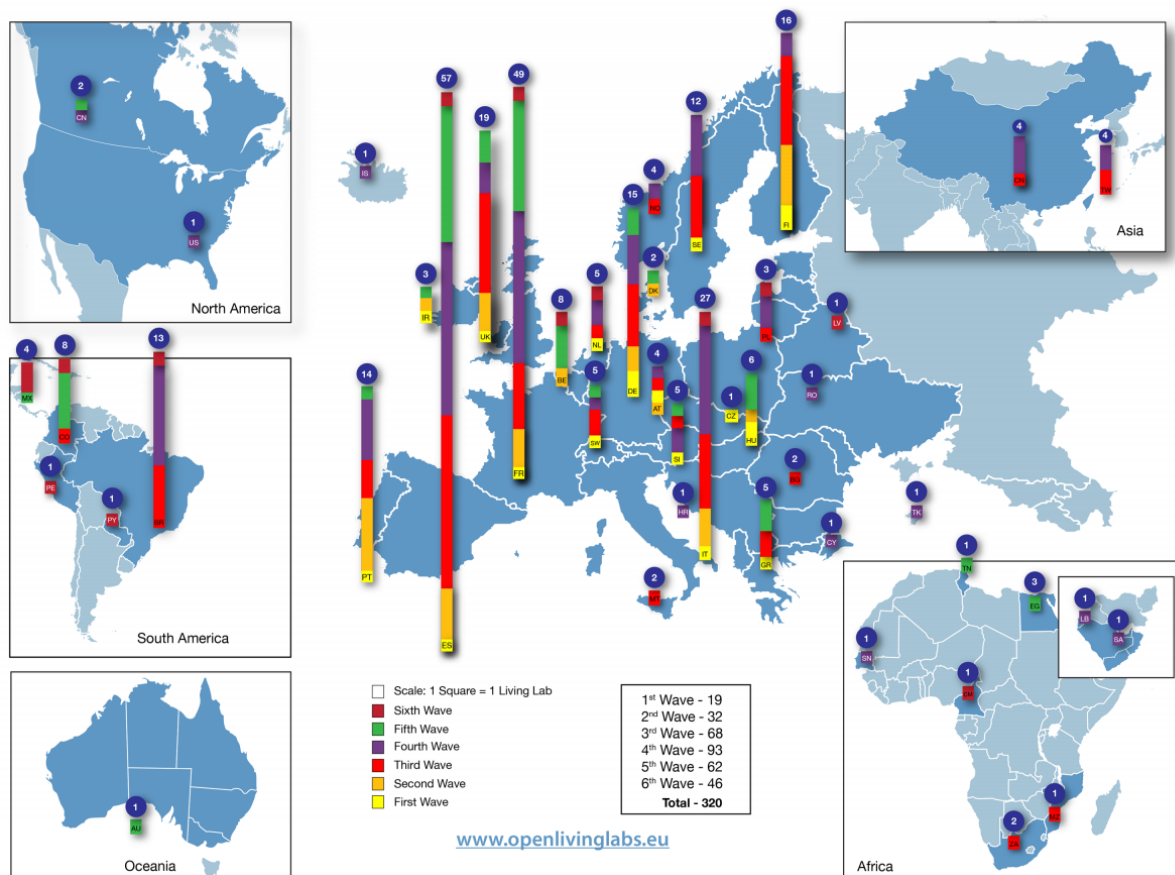 2
CN
1
US
North America
4
MX
8
CO
13
BR
1
PE
1
PY
South America
1
AU
Oceania
1
IS
57
ES
19
UK
49
FR
3
IR
14
PT
8
BE
5
NL
5
SW
15
DE
4
NO
2
DK
12
SE
16
FI
4
AT
5
SI
27
IT
1
CZ
6
HU
3
PL
1
LV
1
RO
2
BG
1
HR
5
GR
1
CY
1
TK
2
MT
4
CN
4
TW
Asia
1
TN
3
EG
1
LB
1
SA
1
SN
1
CM
1
MZ
2
ZA
Africa
Scale: 1 Square = 1 Living Lab
Sixth Wave
Fifth Wave
Fourth Wave
Third Wave
Second Wave
First Wave
1st Wave - 19
2nd Wave - 32
3rd Wave - 68
4th Wave - 93
5th Wave - 62
6th Wave - 46
Total - 320
www.openlivinglabs.eu